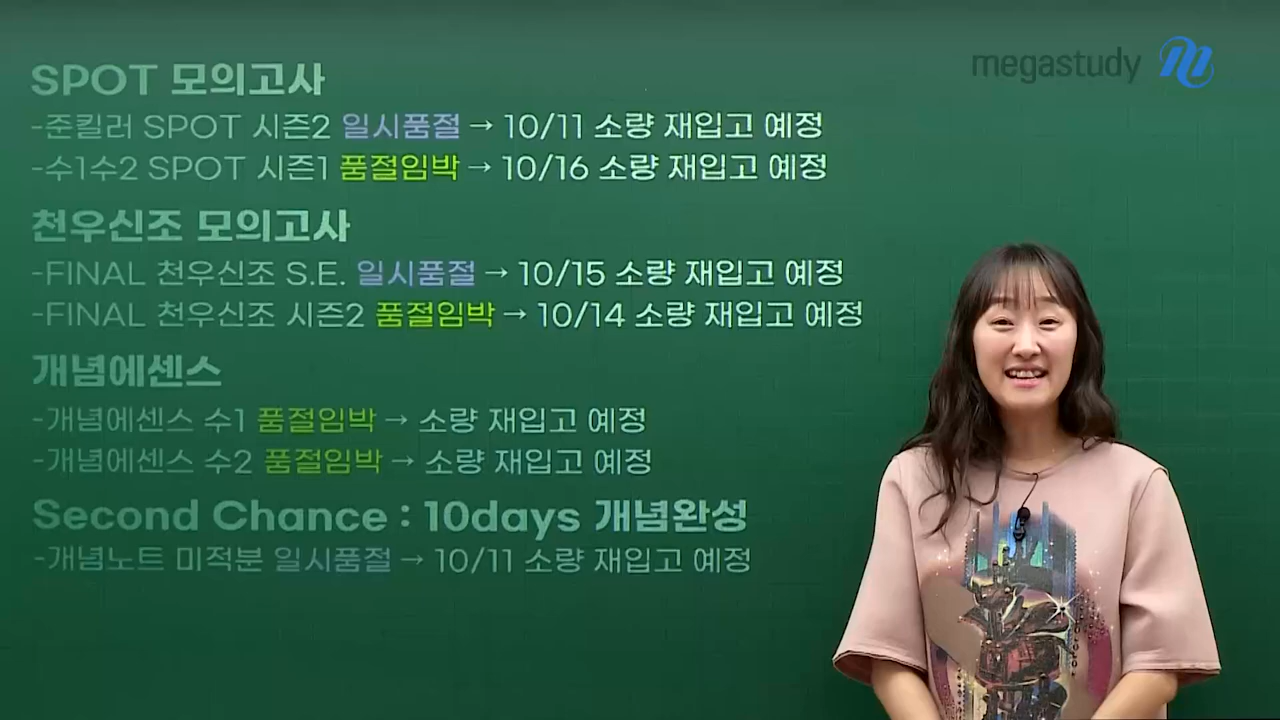 megastudy
SPOT 모의고사
-준킬러 SPOT 시즌2 일시품절 → 10/11 소량 재입고 예정
-수1수2 SPOT 시즌1 품절임박 → 10/16 소량 재입고 예정
천우신조 모의고사
-FINAL 천우신조 S.E. 일시품절 → 10/15 소량 재입고 예정
-FINAL 천우신조 시즌2 품절임박 → 10/14 소량 재입고 예정
개념에센스
-개념에센스 수1 품절임박 → 소량 재입고 예정
-개념에센스 수2 품절임박 → 소량 재입고 예정
Second Chance : 10days 개념완성
-개념노트 미적분 일시품절 → 10/11 소량 재입고 예정